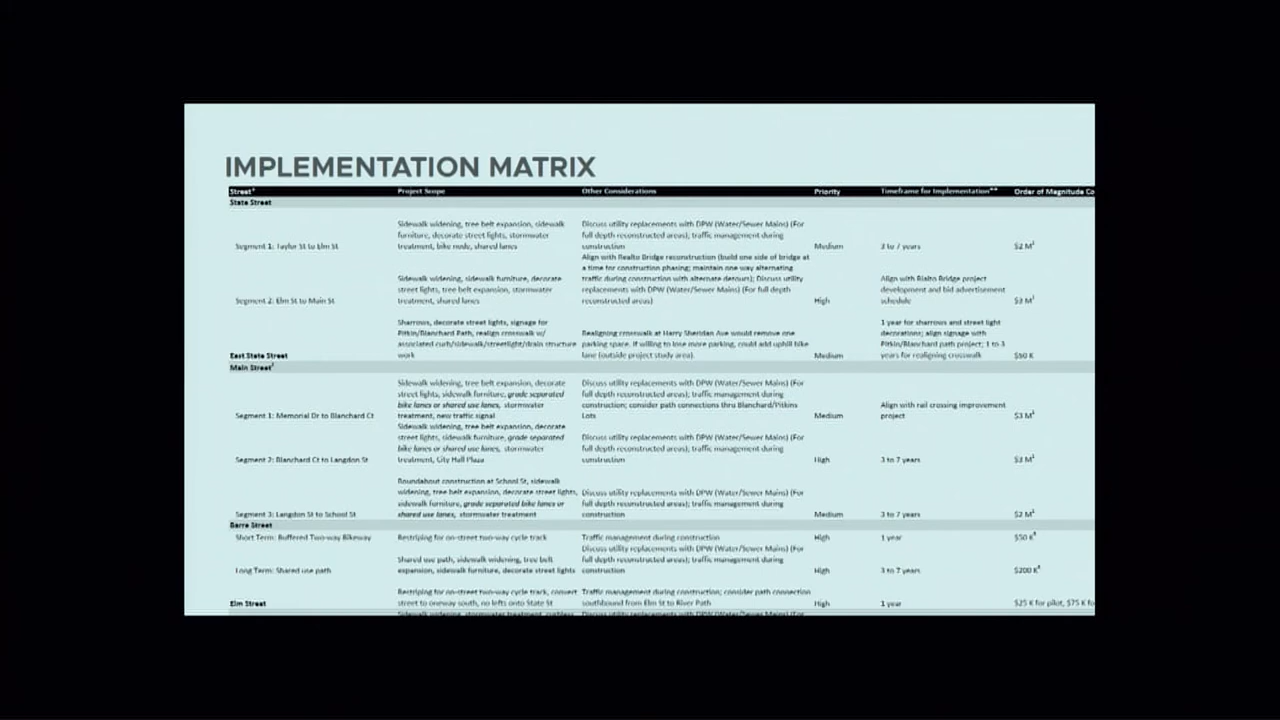 IMPLEMENTATION MATRIX
Street* Project Scope Other Considerations Priority Timeframe for Implementation** Order of Magnitude Co
State Street
Sidewalk widening, tree belt expansion, sidewalk Discuss utility replacements with DPW (Water/Sewer Mains) (For
furniture, decorate street lights, stormwater full depth reconstructed areas); traffic management during
Segment 1: Taylor St to Elm St treatment, bike node, shared lanes construction Medium 3 to 7 years $2 M¹
Align with Realto Bridge reconstruction (build one side of bridge at
a time for construction phasing; maintain one way alternating
Sidewalk widening, sidewalk furniture, decorate traffic during construction with alternate detours); Discuss utility Align with Rialto Bridge project
street lights, tree belt expansion, stormwater replacements with DPW (Water/Sewer Mains) (For full depth development and bid advertisement
Segment 2: Elm St to Main St treatment, shared lanes reconstructed areas) High schedule $3 M¹
Sharrows, decorate street lights, signage for 1 year for sharrows and street light
Pitkin/Blanchard Path, realign crosswalk w/ Realigning crosswalk at Harry Sheridan Ave would remove one decorations; align signage with
associated curb/sidewalk/streetlight/drain structure parking space. If willing to lose more parking, could add uphill bike Pitkin/Blanchard path project; 1 to 3
East State Street work lane (outside project study area). Medium years for realigning crosswalk $50 K
Main Street²
Sidewalk widening, tree belt expansion, decorate Discuss utility replacements with DPW (Water/Sewer Mains) (For
street lights, sidewalk furniture, grade separated full depth reconstructed areas); traffic management during
bike lanes or shared use lanes, stormwater construction; consider path connections thru Blanchard/Pitkins Align with rail crossing improvement
Segment 1: Memorial Dr to Blanchard Ct treatment, new traffic signal Lots Medium project $3 M¹
Sidewalk widening, tree belt expansion, decorate
street lights, sidewalk furniture, grade separated Discuss utility replacements with DPW (Water/Sewer Mains) (For
bike lanes or shared use lanes, stormwater full depth reconstructed areas); traffic management during
Segment 2: Blanchard Ct to Langdon St treatment, City Hall Plaza construction High 3 to 7 years $3 M¹
Roundabout construction at School St, sidewalk
widening, tree belt expansion, decorate street lights, Discuss utility replacements with DPW (Water/Sewer Mains) (For
sidewalk furniture, grade separated bike lanes or full depth reconstructed areas); traffic management during
Segment 3: Langdon St to School St shared use lanes, stormwater treatment construction Medium 3 to 7 years $2 M¹
Barre Street
Short Term: Buffered Two-way Bikeway Restriping for on-street two-way cycle track Traffic management during construction High 1 year $50 K
Discuss utility replacements with DPW (Water/Sewer Mains) (For
Shared use path, sidewalk widening, tree belt full depth reconstructed areas); traffic management during
Long Term: Shared use path expansion, sidewalk furniture, decorate street lights construction High 3 to 7 years $200 K
Restriping for on-street two-way cycle track, convert Traffic management during construction; consider path connection
Elm Street street to oneway south, no lefts onto State St southbound from Elm St to River Path High 1 year $25 K for pilot, $75 K fo
Sidewalk widening, stormwater treatment, Discuss utility replacements with DPW (Water/Sewer Mains) (For